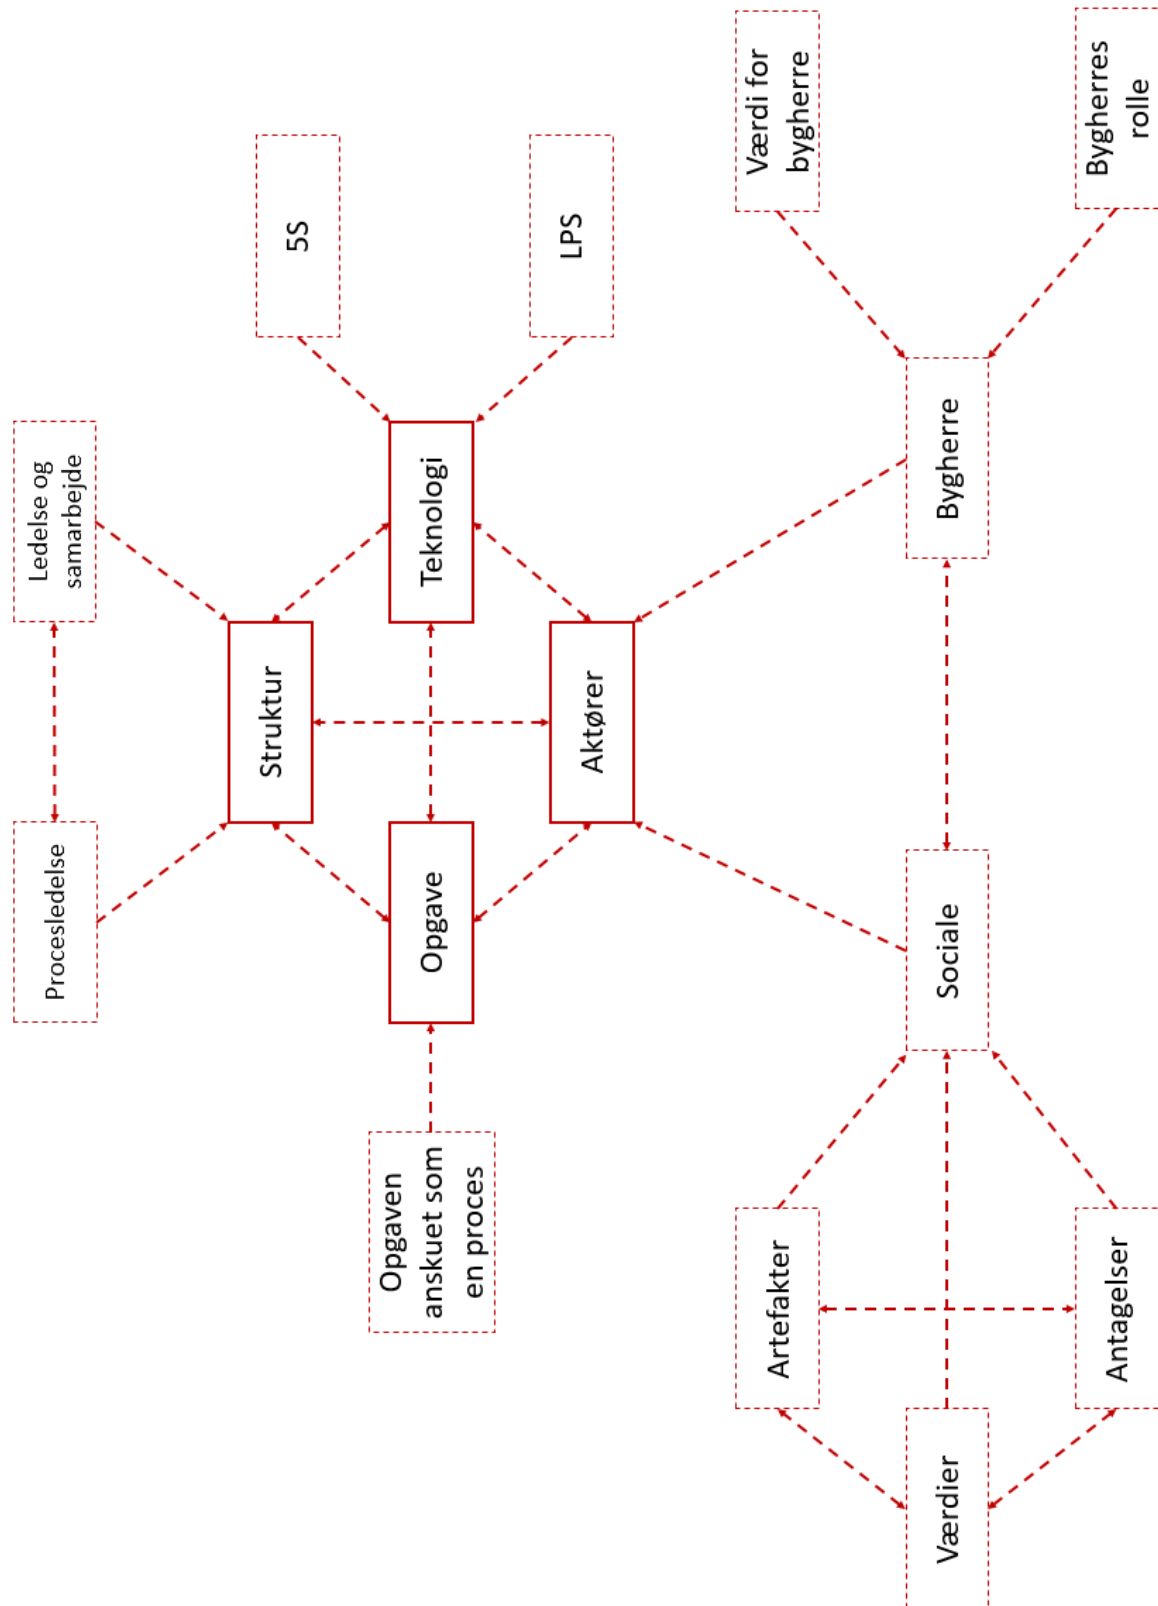 Procesledelse
Ledelse og
samarbejde
Struktur
5S
Opgaven
anskuet som
en proces
Opgave
Teknologi
Aktører
LPS
Artefakter
Værdi for
bygherre
Værdier
Sociale
Bygherre
Antagelser
Bygherres
rolle